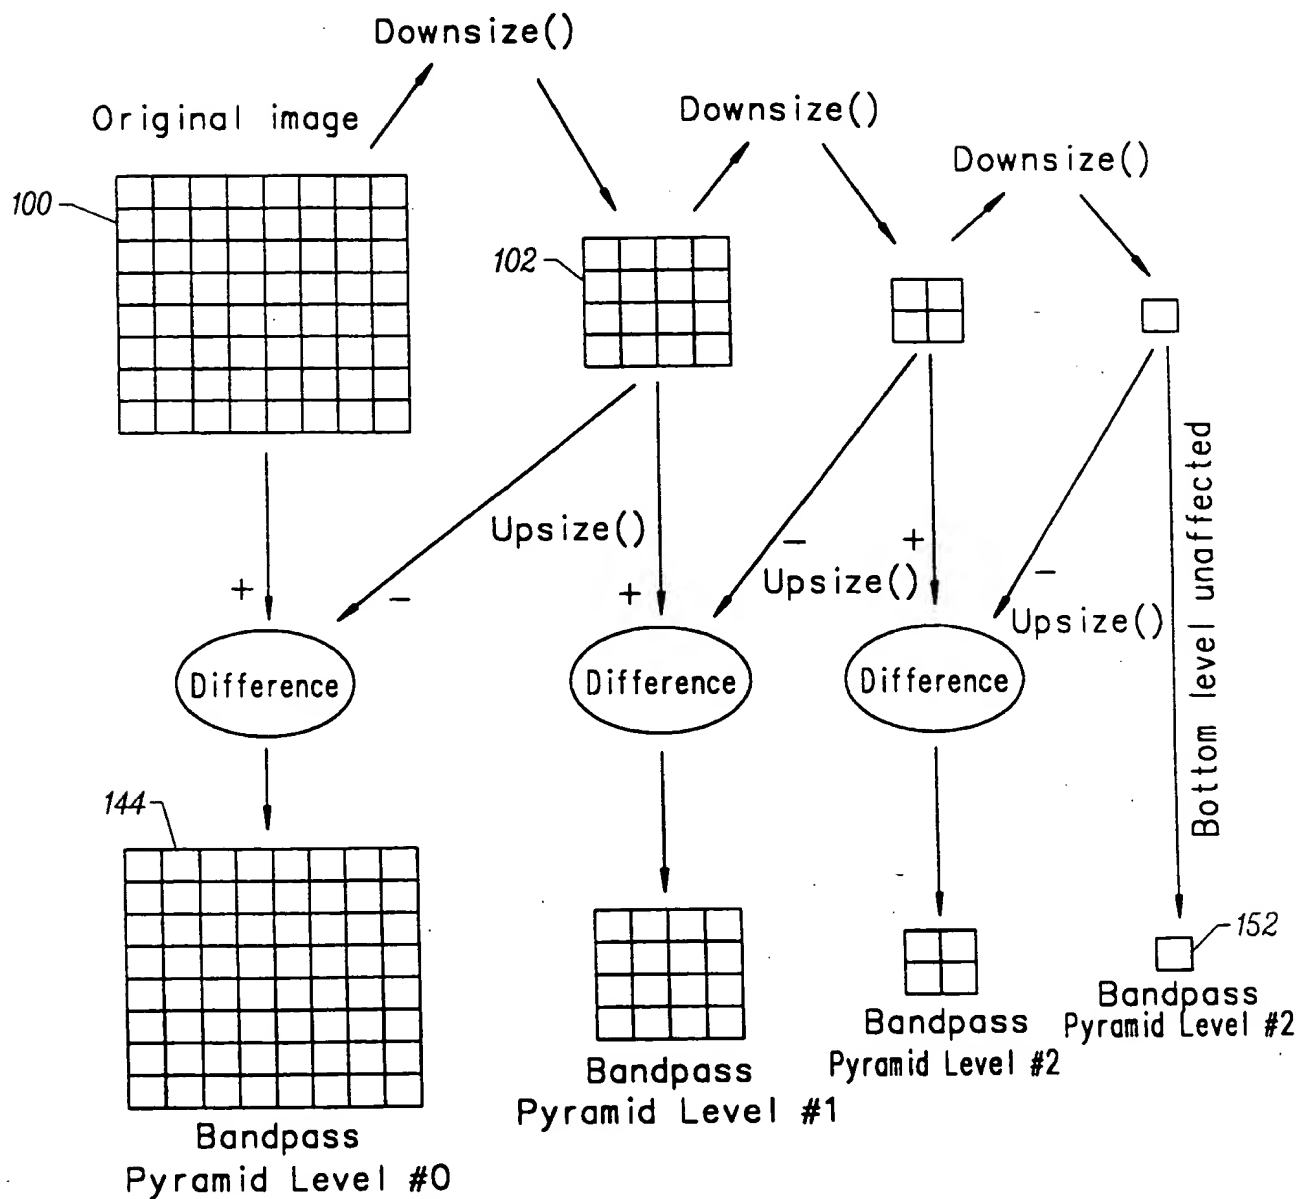 Downsize()
Original image
Downsize()
Downsize()
100
102
Upsize()
+
-
+
-
Upsize()
+
-
Upsize()
Bottom level unaffected
Difference
Difference
Difference
144
152
Bandpass
Pyramid Level #0
Bandpass
Pyramid Level #1
Bandpass
Pyramid Level #2
Bandpass
Pyramid Level #2